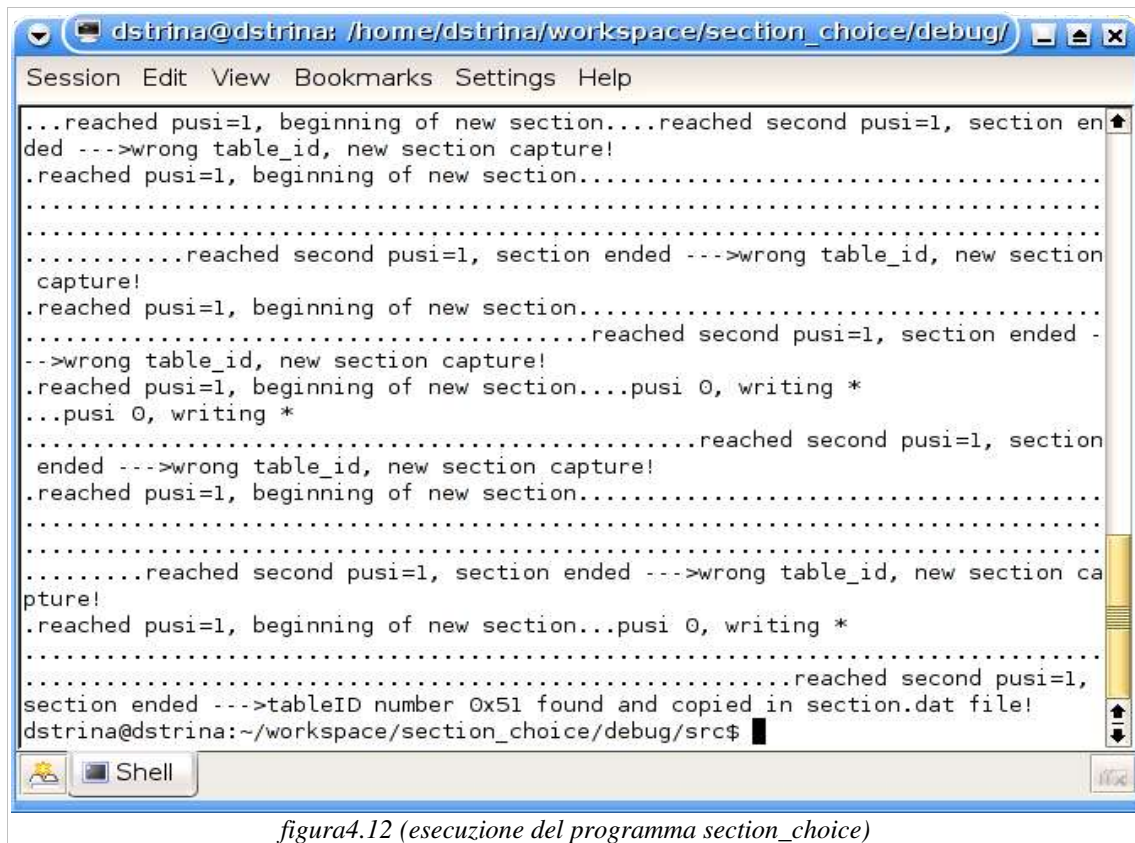 dstrina@dstrina: /home/dstrina/workspace/section_choice/debug/
Session Edit View Bookmarks Settings Help
...reached pusi=1, beginning of new section....reached second pusi=1, section en
ded --->wrong table_id, new section capture!
.reached pusi=1, beginning of new section.......................................
................................................................................
................................................................................
............reached second pusi=1, section ended --->wrong table_id, new section
 capture!
.reached pusi=1, beginning of new section.......................................
..........................................reached second pusi=1, section ended -
-->wrong table_id, new section capture!
.reached pusi=1, beginning of new section....pusi 0, writing *
...pusi 0, writing *
..................................................reached second pusi=1, section
 ended --->wrong table_id, new section capture!
.reached pusi=1, beginning of new section.......................................
................................................................................
................................................................................
.........reached second pusi=1, section ended --->wrong table_id, new section ca
pture!
.reached pusi=1, beginning of new section...pusi 0, writing *
................................................................................
.........................................................reached second pusi=1,
section ended --->tableID number 0x51 found and copied in section.dat file!
dstrina@dstrina:~/workspace/section_choice/debug/src$
Shell
figura4.12 (esecuzione del programma section_choice)